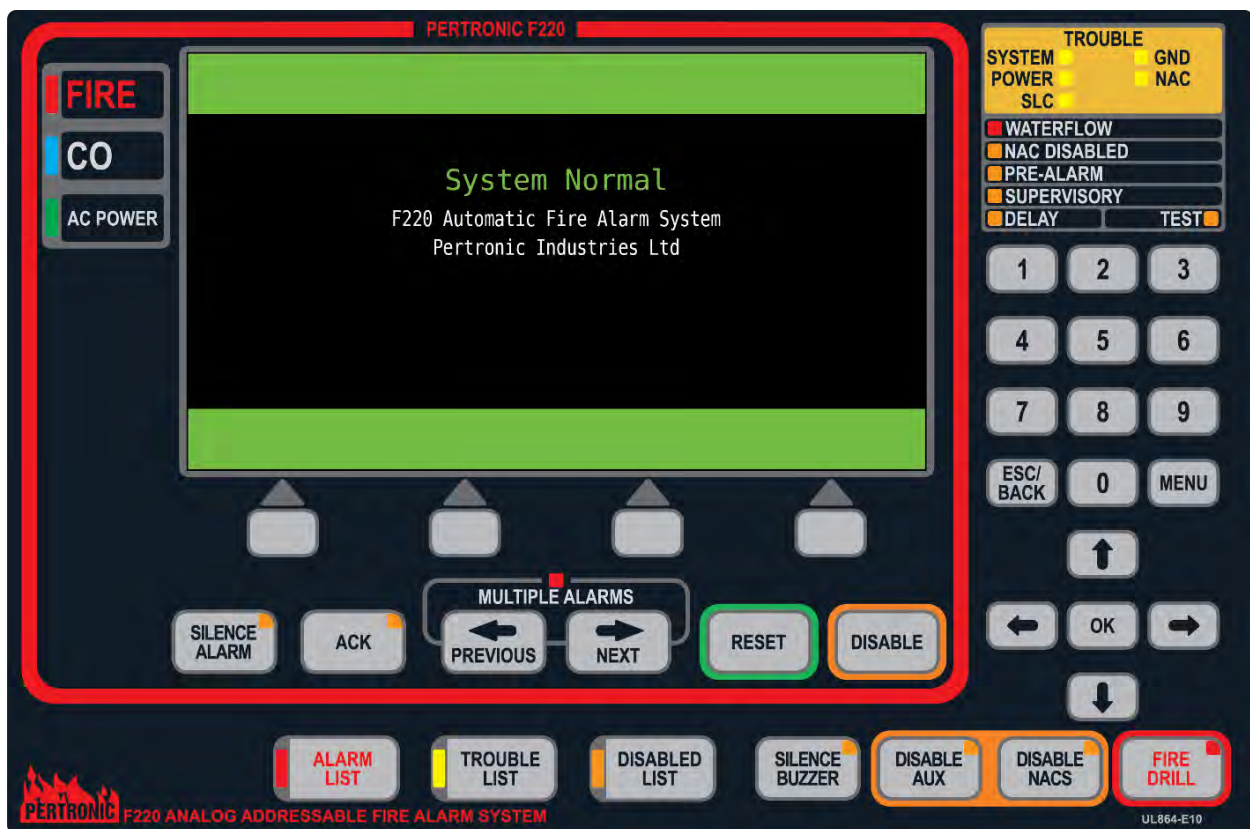 PERTRONIC F220
FIRE
CO
AC POWER
System Normal
F220 Automatic Fire Alarm System
Pertronic Industries Ltd
TROUBLE
SYSTEM
GND
POWER
NAC
SLC
WATERFLOW
NAC DISABLED
PRE-ALARM
SUPERVISORY
DELAY
TEST
1
2
3
4
5
6
7
8
9
ESC/
BACK
0
MENU
OK
MULTIPLE ALARMS
SILENCE
ALARM
ACK
PREVIOUS
NEXT
RESET
DISABLE
ALARM
LIST
TROUBLE
LIST
DISABLED
LIST
SILENCE
BUZZER
DISABLE
AUX
DISABLE
NACS
FIRE
DRILL
PERTRONIC
F220 ANALOG ADDRESSABLE FIRE ALARM SYSTEM
UL864-E10